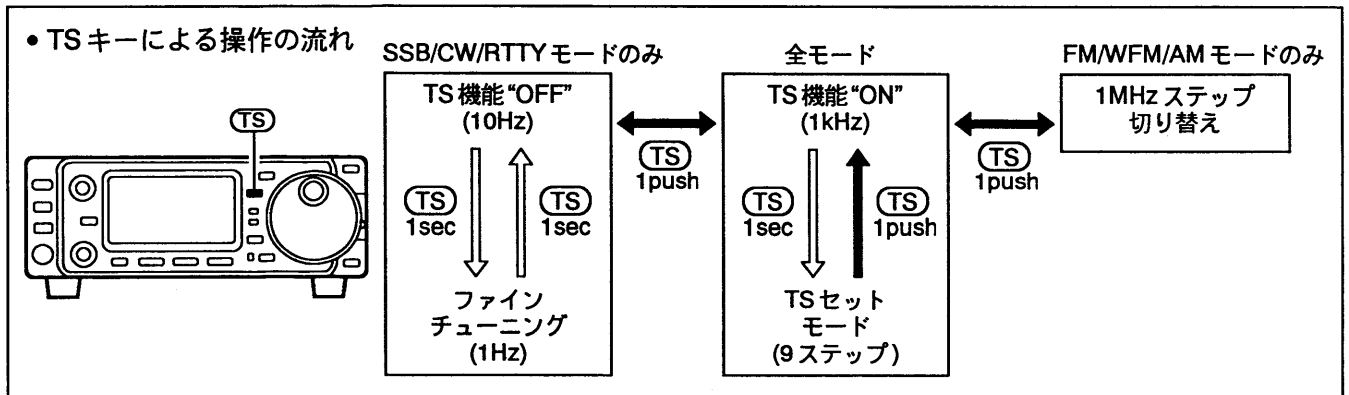 • TSキーによる操作の流れ
TS
SSB/CW/RTTYモードのみ
TS機能“OFF”
(10Hz)
TS
1sec
TS
1sec
ファイン
チューニング
(1Hz)
TS
1push
全モード
TS機能“ON”
(1kHz)
TS
1sec
TS
1push
TSセット
モード
(9ステップ)
TS
1push
FM/WFM/AMモードのみ
1MHzステップ
切り替え